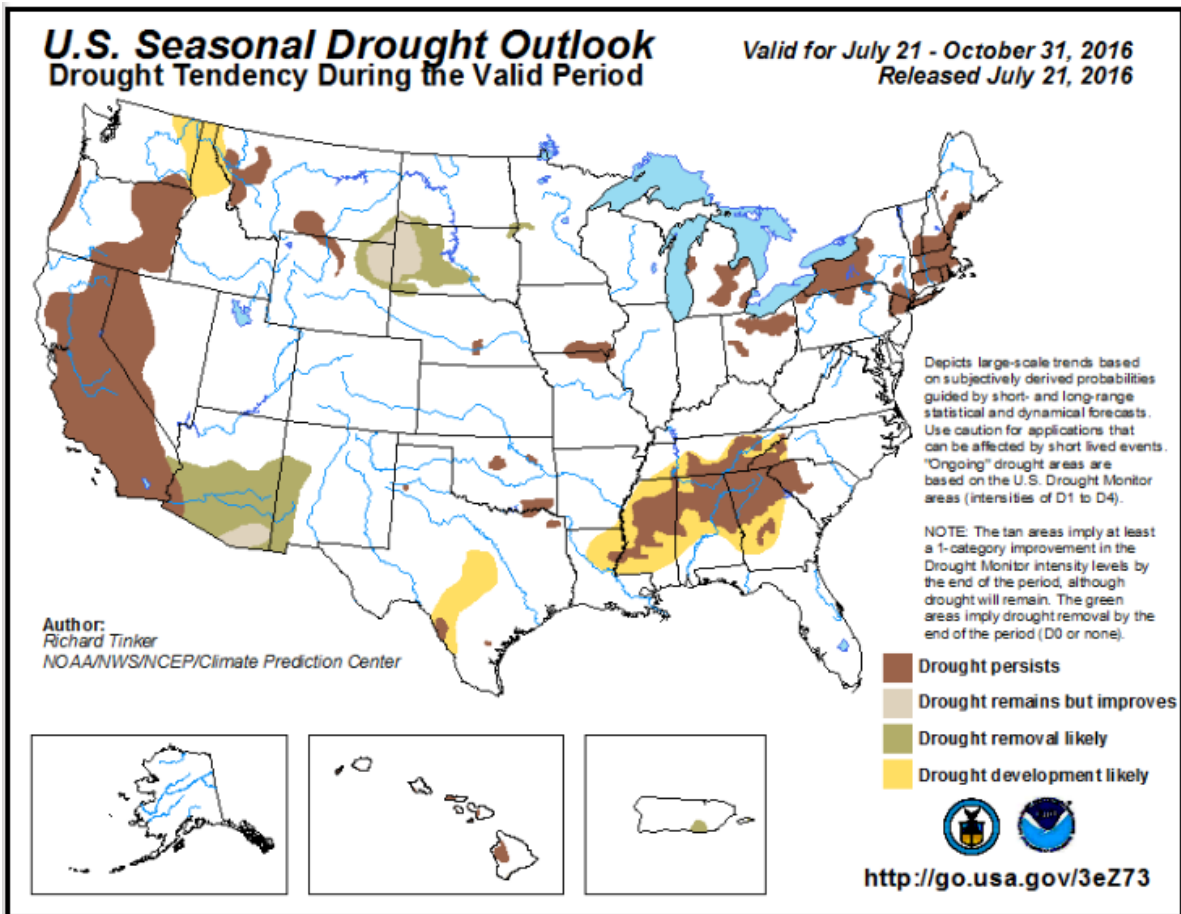 U.S. Seasonal Drought Outlook
Drought Tendency During the Valid Period
Valid for July 21 - October 31, 2016
Released July 21, 2016
Depicts large-scale trends based
on subjectively derived probabilities
guided by short- and long-range
statistical and dynamical forecasts.
Use caution for applications that
can be affected by short lived events.
"Ongoing" drought areas are
based on the U.S. Drought Monitor
areas (intensities of D1 to D4).
NOTE: The tan areas imply at least
a 1-category improvement in the
Drought Monitor intensity levels by
the end of the period, although
drought will remain. The green
areas imply drought removal by the
end of the period (D0 or none).
Author:
Richard Tinker
NOAA/NWS/NCEP/Climate Prediction Center
Drought persists
Drought remains but improves
Drought removal likely
Drought development likely
http://go.usa.gov/3eZ73